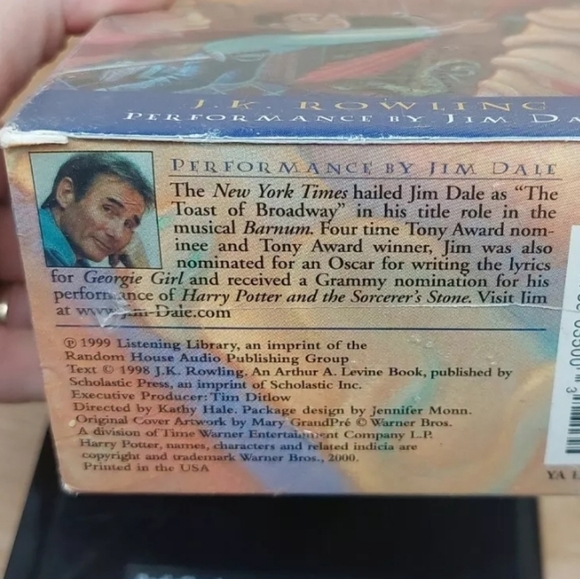 J.K. ROWLING
PERFORMANCE BY JIM DA
PERFORMANCE BY JIM DALE
The New York Times hailed Jim Dale as "The
Toast of Broadway" in his title role in the
musical Barnum. Four time Tony Award nom-
inee and Tony Award winner, Jim was also
nominated for an Oscar for writing the lyrics
for Georgie Girl and received a Grammy nomination for his
performance of Harry Potter and the Sorcerer's Stone. Visit Jim
at www.Jim-Dale.com
℗ 1999 Listening Library, an imprint of the
Random House Audio Publishing Group
Text © 1998 J.K. Rowling. An Arthur A. Levine Book, published by
Scholastic Press, an imprint of Scholastic Inc.
Executive Producer: Tim Ditlow
Directed by Kathy Hale. Package design by Jennifer Monn.
Original Cover Artwork by Mary GrandPré © Warner Bros.
A division of Time Warner Entertainment Company L.P.
Harry Potter, names, characters and related indicia are
copyright and trademark Warner Bros., 2000.
Printed in the USA
YA